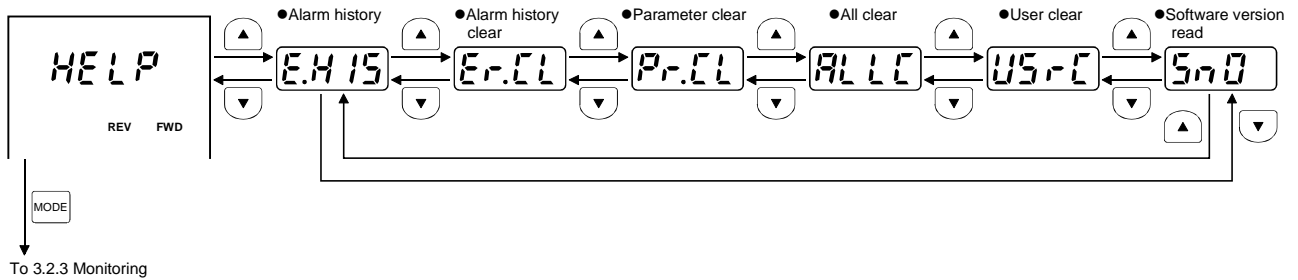 ●Alarm history
●Alarm history clear
●Parameter clear
●All clear
●User clear
●Software version read
HELP
E.HIS
Er.CL
Pr.CL
ALLC
USrC
Sn0
REV FWD
MODE
To 3.2.3 Monitoring